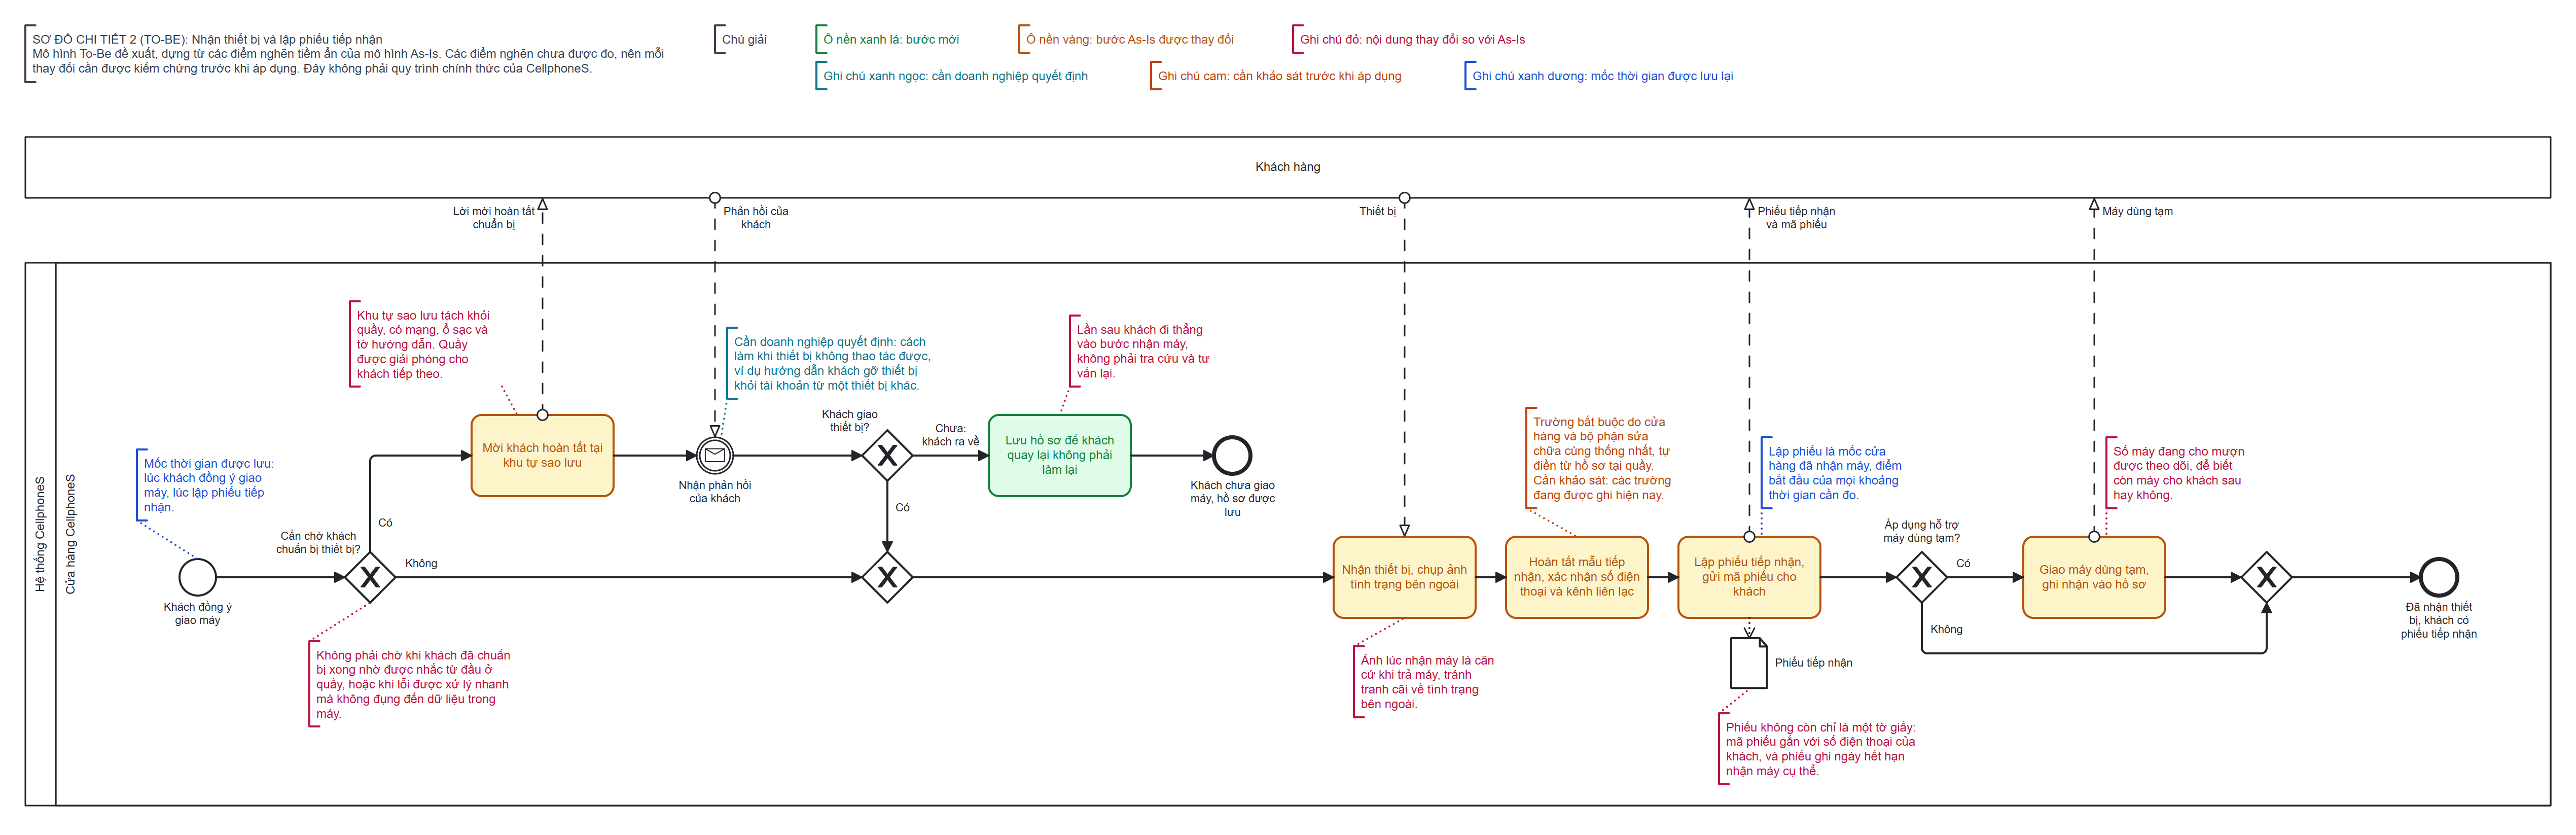 SƠ ĐỒ CHI TIẾT 2 (TO-BE): Nhận thiết bị và lập phiếu tiếp nhận
Mô hình To-Be đề xuất, dựng từ các điểm nghẽn tiềm ẩn của mô hình As-Is. Các điểm nghẽn chưa được đo, nên mỗi
thay đổi cần được kiểm chứng trước khi áp dụng. Đây không phải quy trình chính thức của CellphoneS.
Chú giải
Ô nền xanh lá: bước mới
Ô nền vàng: bước As-Is được thay đổi
Ghi chú đỏ: nội dung thay đổi so với As-Is
Ghi chú xanh ngọc: cần doanh nghiệp quyết định
Ghi chú cam: cần khảo sát trước khi áp dụng
Ghi chú xanh dương: mốc thời gian được lưu lại
Khách hàng
Lời mời hoàn tất
chuẩn bị
Phản hồi của
khách
Thiết bị
Phiếu tiếp nhận
và mã phiếu
Máy dùng tạm
Hệ thống CellphoneS
Cửa hàng CellphoneS
Mốc thời gian được lưu:
lúc khách đồng ý giao
máy, lúc lập phiếu tiếp
nhận.
Khách đồng ý
giao máy
Cần chờ khách
chuẩn bị thiết bị?
Có
Không
Không phải chờ khi khách đã chuẩn
bị xong nhờ được nhắc từ đầu ở
quầy, hoặc khi lỗi được xử lý nhanh
mà không đụng đến dữ liệu trong
máy.
Khu tự sao lưu tách khỏi
quầy, có mạng, ổ sạc và
tờ hướng dẫn. Quầy
được giải phóng cho
khách tiếp theo.
Mời khách hoàn tất tại
khu tự sao lưu
Cần doanh nghiệp quyết định: cách
làm khi thiết bị không thao tác được,
ví dụ hướng dẫn khách gỡ thiết bị
khỏi tài khoản từ một thiết bị khác.
Nhận phản hồi
của khách
Khách giao
thiết bị?
Chưa:
khách ra về
Có
Lần sau khách đi thẳng
vào bước nhận máy,
không phải tra cứu và tư
vấn lại.
Lưu hồ sơ để khách
quay lại không phải
làm lại
Khách chưa giao
máy, hồ sơ được
lưu
Nhận thiết bị, chụp ảnh
tình trạng bên ngoài
Ảnh lúc nhận máy là căn
cứ khi trả máy, tránh
tranh cãi về tình trạng
bên ngoài.
Trường bắt buộc do cửa
hàng và bộ phận sửa
chữa cùng thống nhất, tự
điền từ hồ sơ tại quầy.
Cần khảo sát: các trường
đang được ghi hiện nay.
Hoàn tất mẫu tiếp
nhận, xác nhận số điện
thoại và kênh liên lạc
Lập phiếu là mốc cửa
hàng đã nhận máy, điểm
bắt đầu của mọi khoảng
thời gian cần đo.
Lập phiếu tiếp nhận,
gửi mã phiếu cho
khách
Phiếu tiếp nhận
Phiếu không còn chỉ là một tờ giấy:
mã phiếu gắn với số điện thoại của
khách, và phiếu ghi ngày hết hạn
nhận máy cụ thể.
Áp dụng hỗ trợ
máy dùng tạm?
Có
Không
Số máy đang cho mượn
được theo dõi, để biết
còn máy cho khách sau
hay không.
Giao máy dùng tạm,
ghi nhận vào hồ sơ
Đã nhận thiết
bị, khách có
phiếu tiếp nhận